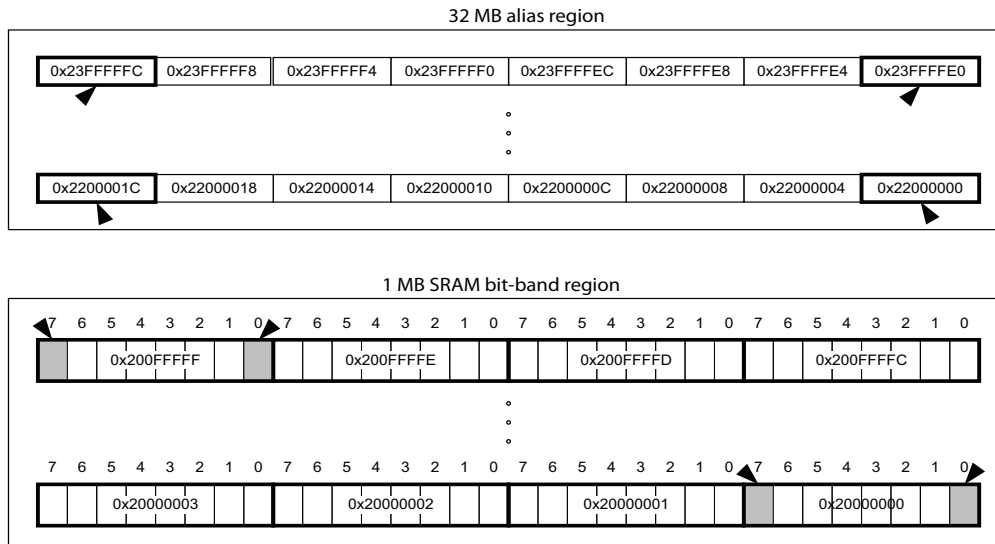 32 MB alias region
0x23FFFFFC 0x23FFFFF8 0x23FFFFF4 0x23FFFFF0 0x23FFFFEC 0x23FFFFE8 0x23FFFFE4 0x23FFFFE0
0x2200001C 0x22000018 0x22000014 0x22000010 0x2200000C 0x22000008 0x22000004 0x22000000
1 MB SRAM bit-band region
7 6 5 4 3 2 1 0 7 6 5 4 3 2 1 0 7 6 5 4 3 2 1 0 7 6 5 4 3 2 1 0
0x200FFFFF 0x200FFFFE 0x200FFFFD 0x200FFFFC
7 6 5 4 3 2 1 0 7 6 5 4 3 2 1 0 7 6 5 4 3 2 1 0 7 6 5 4 3 2 1 0
0x20000003 0x20000002 0x20000001 0x20000000